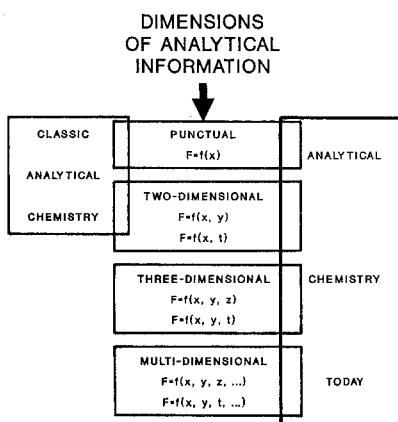 DIMENSIONS
OF ANALYTICAL
INFORMATION
CLASSIC
ANALYTICAL
CHEMISTRY
PUNCTUAL
F=f(x)
TWO-DIMENSIONAL
F=f(x, y)
F=f(x, t)
THREE-DIMENSIONAL
F=f(x, y, z)
F=f(x, y, t)
MULTI-DIMENSIONAL
F=f(x, y, z, ...)
F=f(x, y, t, ...)
ANALYTICAL
CHEMISTRY
TODAY